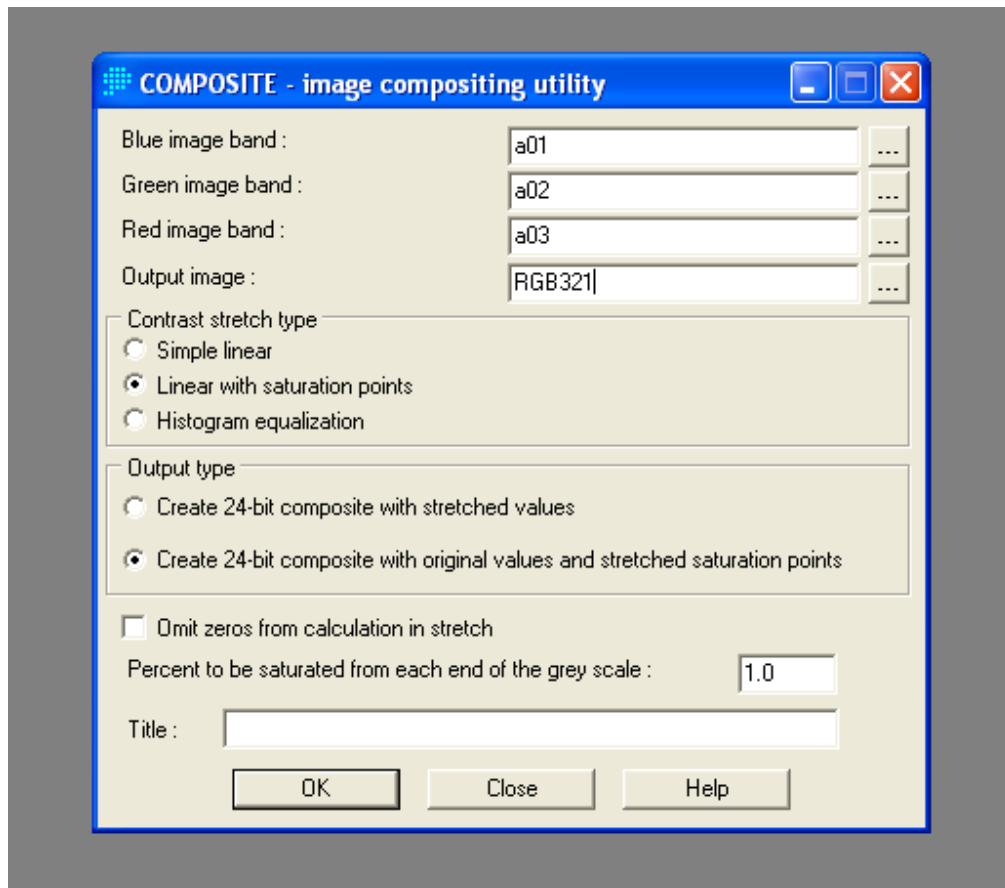 COMPOSITE - image compositing utility
Blue image band : a01 ...
Green image band : a02 ...
Red image band : a03 ...
Output image : RGB321 ...
Contrast stretch type
Simple linear
Linear with saturation points
Histogram equalization
Output type
Create 24-bit composite with stretched values
Create 24-bit composite with original values and stretched saturation points
Omit zeros from calculation in stretch
Percent to be saturated from each end of the grey scale : 1.0
Title :
OK Close Help